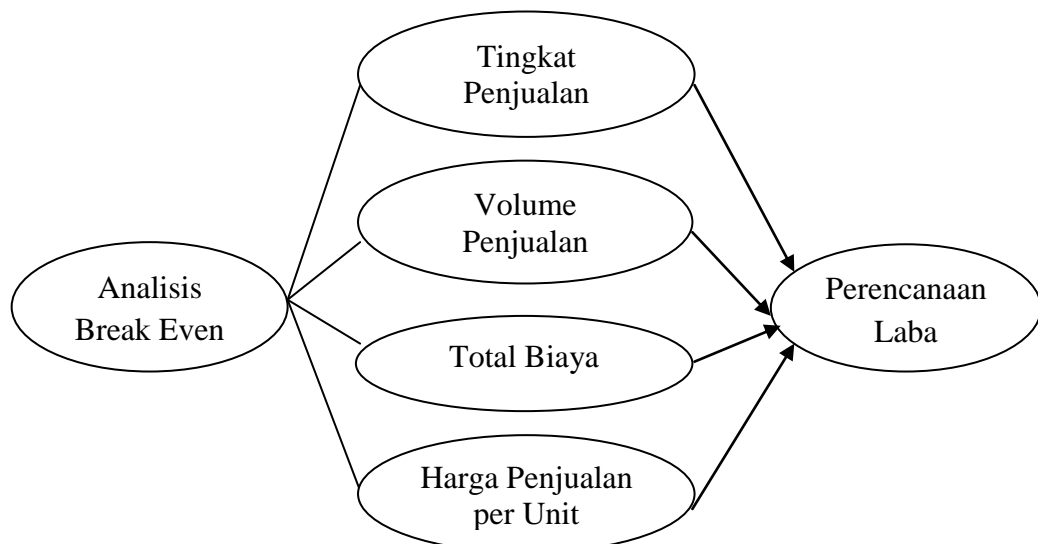 Tingkat
Penjualan
Volume
Penjualan
Analisis
Break Even
Perencanaan
Laba
Total Biaya
Harga Penjualan
per Unit